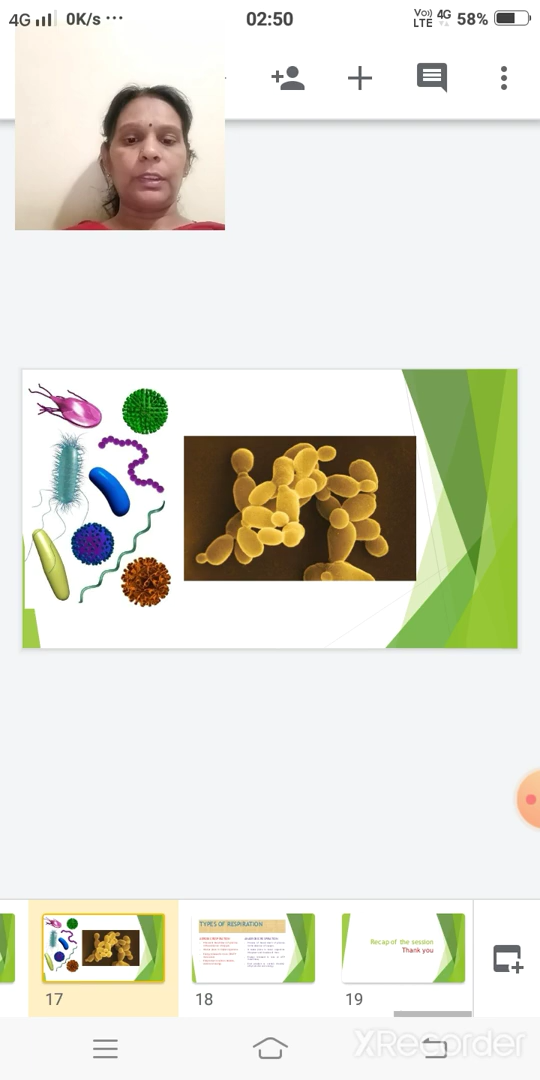 4G 0K/s ... 02:50 Vo)) LTE 4G 58%
17
TYPES OF RESPIRATION
18
Recap of the session
Thank you
19
XRecorder